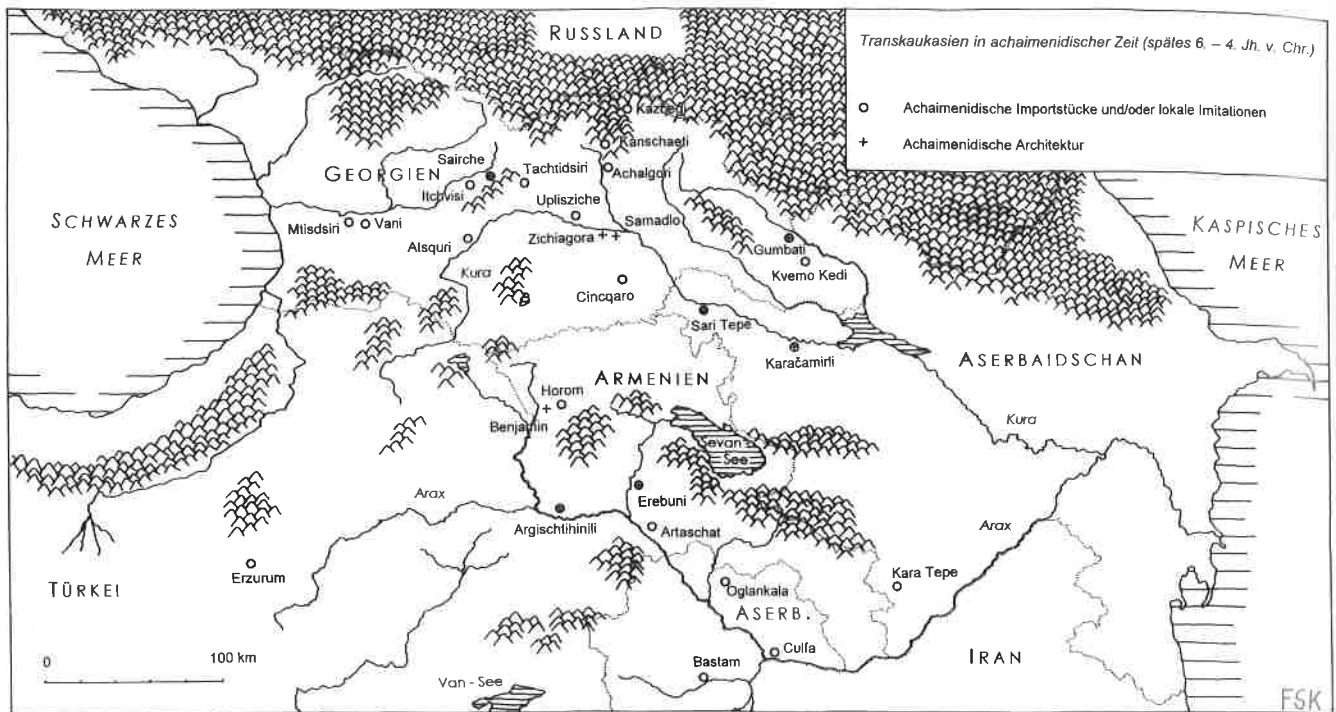 RUSSLAND
Transkaukasien in achaimenidischer Zeit (spätes 6. – 4. Jh. v. Chr.)
Achaimenidische Importstücke und/oder lokale Imitationen
Achaimenidische Architektur
Kanschaeti
Sairche
Tachtidsiri
Achalgori
GEORGIEN
Itchvisi
Uplisziche
Samadlo
SCHWARZES
MEER
KASPISCHES
MEER
Mtisdsiri
Vani
Alsquri
Zichiagora
Gumbati
Kvemo Kedi
Kura
Cincqaro
Sari Tepe
Karačamirli
ASERBAIDSCHAN
ARMENIEN
Horom
Benjamin
Kura
Sevan-
See
Erebuni
Arax
Argischtihinili
Artaschat
Arax
Erzurum
TÜRKEI
Oglankala
Kara Tepe
ASERB.
0 100 km
Culfa
Bastam
IRAN
Van - See
FSK